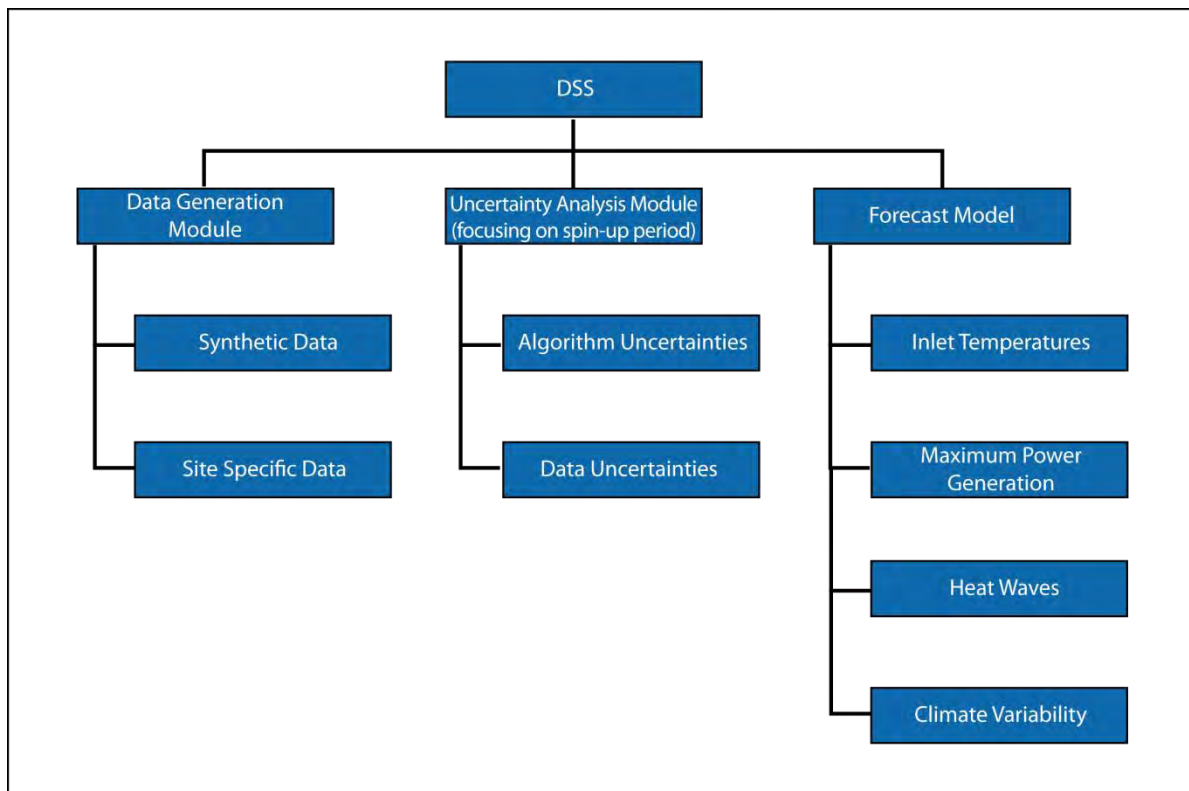 DSS
Data Generation
Module
Synthetic Data
Site Specific Data
Uncertainty Analysis Module
(focusing on spin-up period)
Algorithm Uncertainties
Data Uncertainties
Forecast Model
Inlet Temperatures
Maximum Power
Generation
Heat Waves
Climate Variability